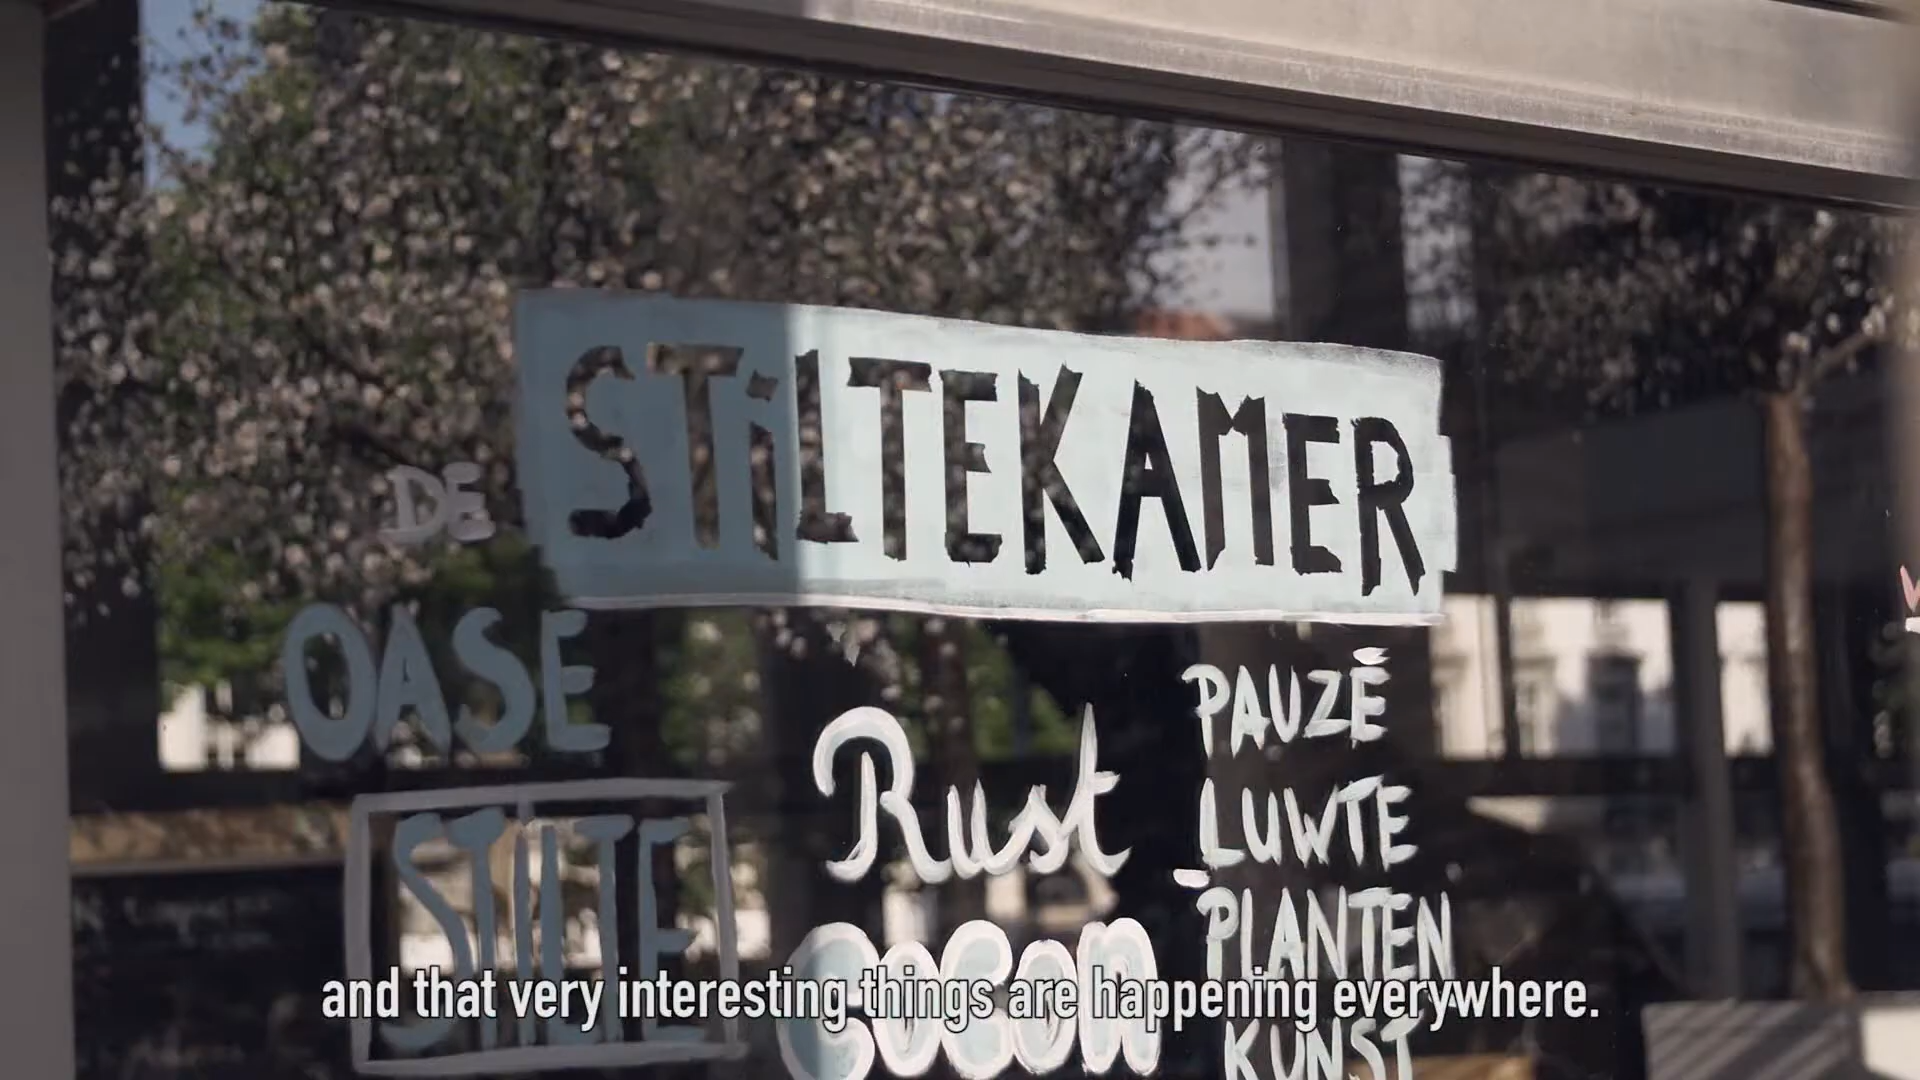 STiLTEKAMER
DE
OASE
STILTE
Rust
COCON
PAUZE
LUWTE
PLANTEN
KUNST
and that very interesting things are happening everywhere.